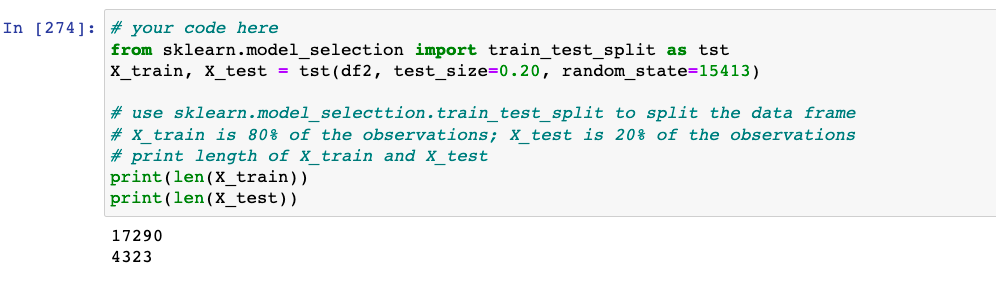 In [274]: # your code here
from sklearn.model_selection import train_test_split as tst
X_train, X_test = tst(df2, test_size=0.20, random_state=15413)
# use sklearn.model_selecttion.train_test_split to split the data frame
# X_train is 80% of the observations; X_test is 20% of the observations
# print length of X_train and X_test
print(len(X_train))
print(len(X_test))
17290
4323